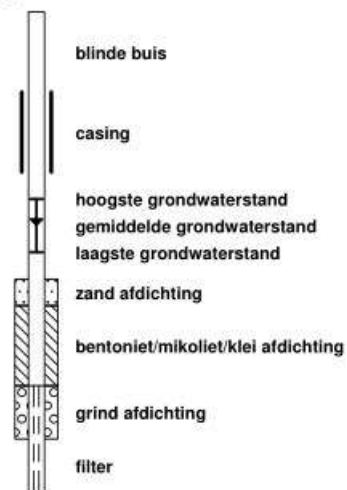 blinde buis
casing
hoogste grondwaterstand
gemiddelde grondwaterstand
laagste grondwaterstand
zand afdichting
bentoniet/mikoliet/klei afdichting
grind afdichting
filter